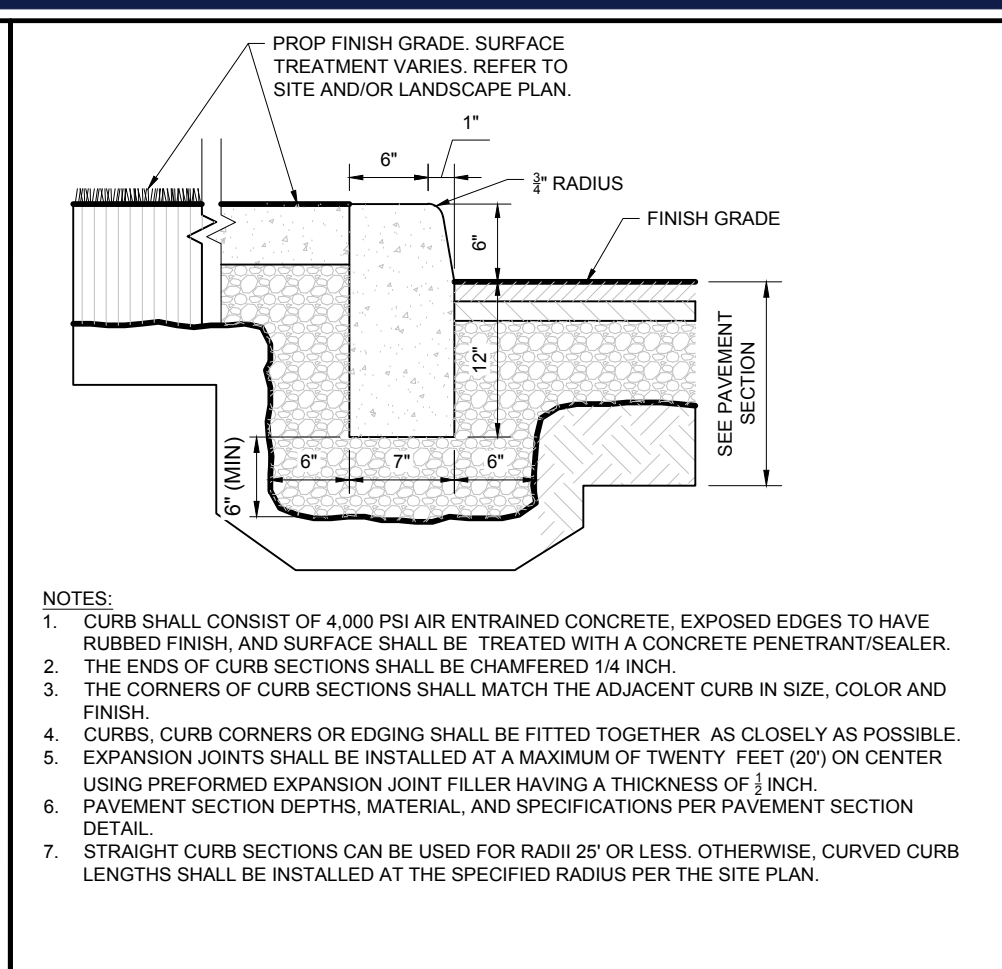 PROP FINISH GRADE. SURFACE
TREATMENT VARIES. REFER TO
SITE AND/OR LANDSCAPE PLAN.
1"
6"
3/4" RADIUS
FINISH GRADE
6"
12"
SEE PAVEMENT
SECTION
6" (MIN)
6"
7"
6"
NOTES:
1. CURB SHALL CONSIST OF 4,000 PSI AIR ENTRAINED CONCRETE, EXPOSED EDGES TO HAVE
RUBBED FINISH, AND SURFACE SHALL BE TREATED WITH A CONCRETE PENETRANT/SEALER.
2. THE ENDS OF CURB SECTIONS SHALL BE CHAMFERED 1/4 INCH.
3. THE CORNERS OF CURB SECTIONS SHALL MATCH THE ADJACENT CURB IN SIZE, COLOR AND
FINISH.
4. CURBS, CURB CORNERS OR EDGING SHALL BE FITTED TOGETHER AS CLOSELY AS POSSIBLE.
5. EXPANSION JOINTS SHALL BE INSTALLED AT A MAXIMUM OF TWENTY FEET (20') ON CENTER
USING PREFORMED EXPANSION JOINT FILLER HAVING A THICKNESS OF 1/2 INCH.
6. PAVEMENT SECTION DEPTHS, MATERIAL, AND SPECIFICATIONS PER PAVEMENT SECTION
DETAIL.
7. STRAIGHT CURB SECTIONS CAN BE USED FOR RADII 25' OR LESS. OTHERWISE, CURVED CURB
LENGTHS SHALL BE INSTALLED AT THE SPECIFIED RADIUS PER THE SITE PLAN.